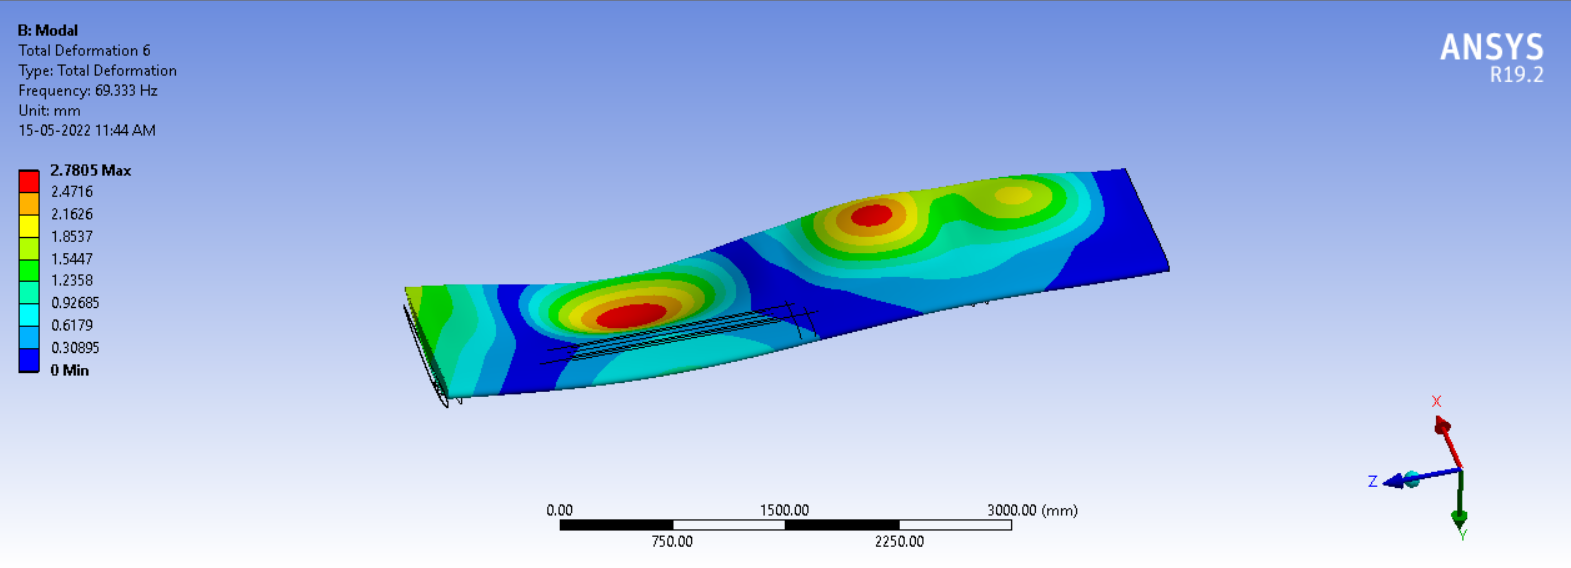 B: Modal
Total Deformation 6
Type: Total Deformation
Frequency: 69.333 Hz
Unit: mm
15-05-2022 11:44 AM
2.7805 Max
2.4716
2.1626
1.8537
1.5447
1.2358
0.92685
0.6179
0.30895
0 Min
ANSYS
R19.2
X
Z
Y
0.00 1500.00 3000.00 (mm)
750.00 2250.00